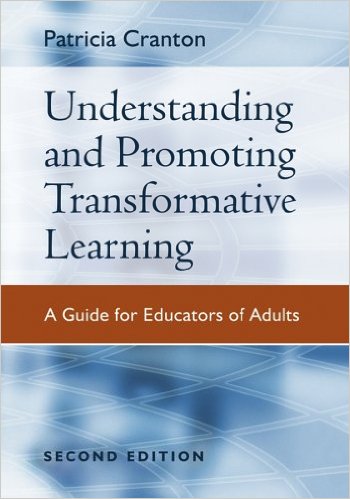 Patricia Cranton
Understanding
and Promoting
Transformative
Learning
A Guide for Educators of Adults
SECOND EDITION